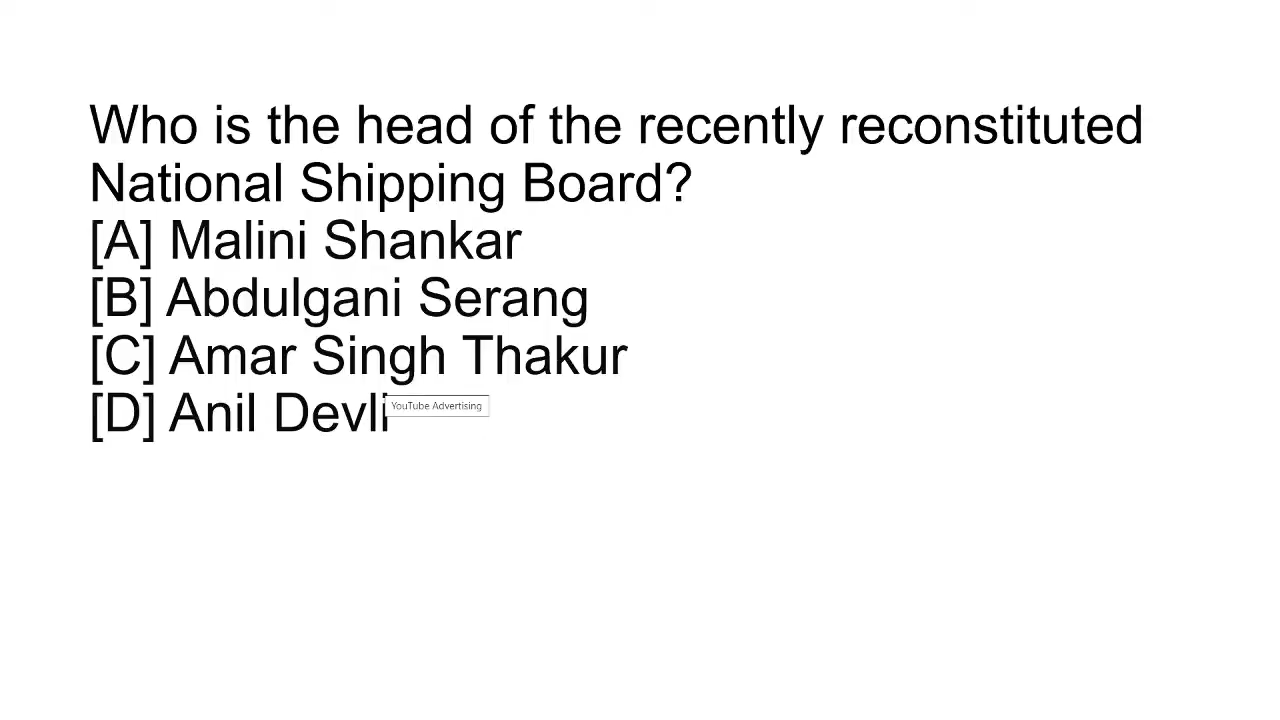 Who is the head of the recently reconstituted
National Shipping Board?
[A] Malini Shankar
[B] Abdulgani Serang
[C] Amar Singh Thakur
[D] Anil Devli
YouTube Advertising